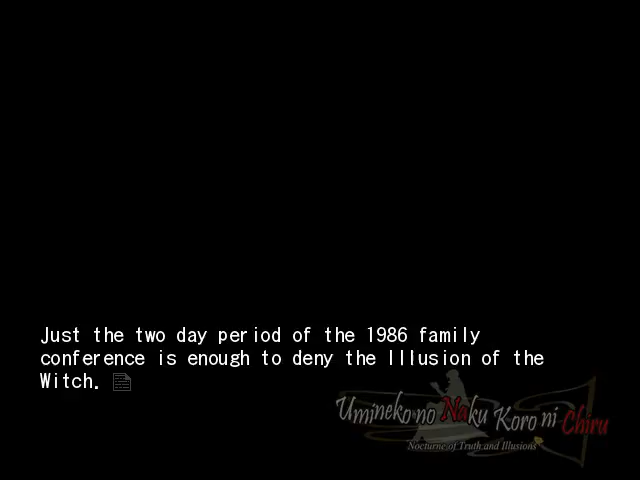 Just the two day period of the 1986 family
conference is enough to deny the Illusion of the
Witch.
Umineko no Naku Koro ni Chiru
Nocturne of Truth and Illusions